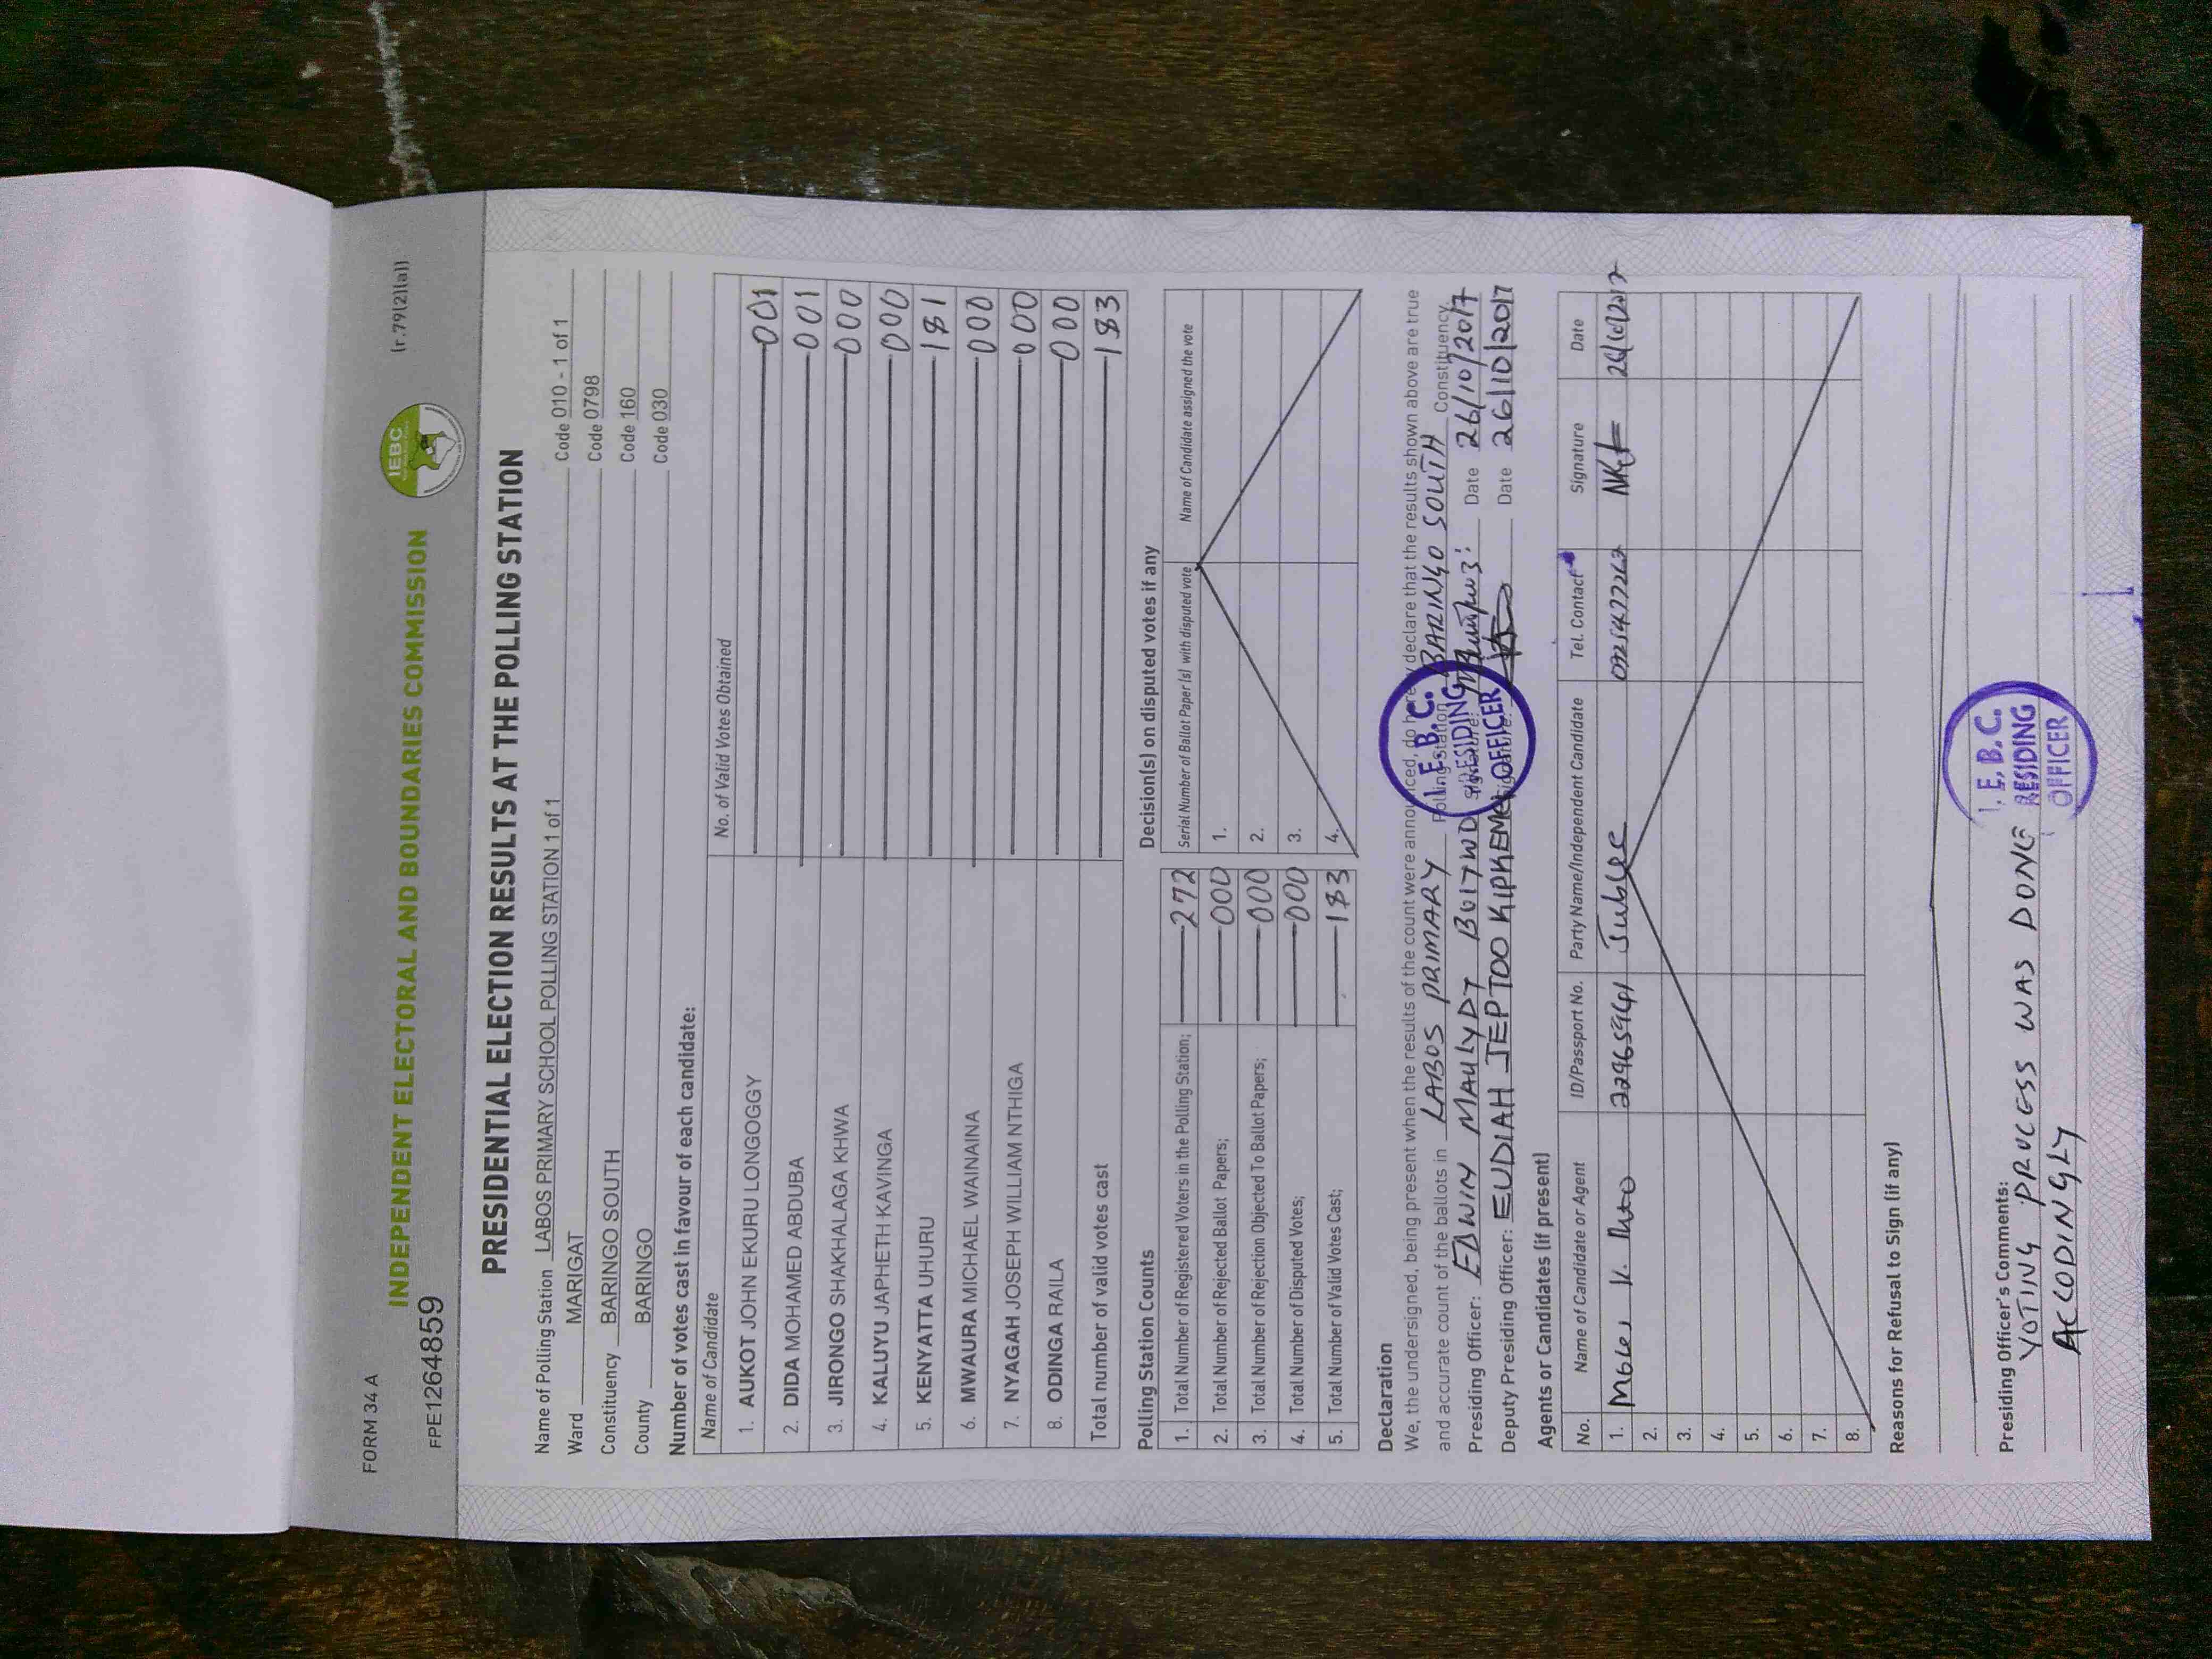 FORM 34 A
(r.79(2)(a))
IEBC
INDEPENDENT ELECTORAL AND BOUNDARIES COMMISSION
FPE1264859
PRESIDENTIAL ELECTION RESULTS AT THE POLLING STATION
Name of Polling Station LABOS PRIMARY SCHOOL POLLING STATION 1 of 1 Code 010 - 1 of 1
Ward MARIGAT Code 0798
Constituency BARINGO SOUTH Code 160
County BARINGO Code 030
Number of votes cast in favour of each candidate:
Name of Candidate No. of Valid Votes Obtained
1. AUKOT JOHN EKURU LONGOGGY 001
2. DIDA MOHAMED ABDUBA 001
3. JIRONGO SHAKHALAGA KHWA 000
4. KALUYU JAPHETH KAVINGA 000
5. KENYATTA UHURU 181
6. MWAURA MICHAEL WAINAINA 000
7. NYAGAH JOSEPH WILLIAM NTHIGA 000
8. ODINGA RAILA 000
Total number of valid votes cast 183
Polling Station Counts
1. Total Number of Registered Voters in the Polling Station; 272
2. Total Number of Rejected Ballot Papers; 000
3. Total Number of Rejection Objected To Ballot Papers; 000
4. Total Number of Disputed Votes; 000
5. Total Number of Valid Votes Cast; 183
Decision(s) on disputed votes if any
Serial Number of Ballot Paper (s) with disputed vote Name of Candidate assigned the vote
1.
2.
3.
4.
Declaration
We, the undersigned, being present when the results of the count were announced, do hereby declare that the results shown above are true
and accurate count of the ballots in LABOS PRIMARY Polling Station BARINGO SOUTH Constituency
Presiding Officer: EDWIN MAULYDT BOIYWO Signature: Date 26/10/2017
Deputy Presiding Officer: EUDIAH JEPTOO KIPKEMEI Date 26/10/2017
I.E.B.C.
PRESIDING
OFFICER
Agents or Candidates (if present)
No. Name of Candidate or Agent ID/Passport No. Party Name/Independent Candidate Tel. Contact Signature Date
1. Moses K. Ruto 22965941 Jubilee 0725477267 26/10/2017
2.
3.
4.
5.
6.
7.
8.
Reasons for Refusal to Sign (if any)
Presiding Officer's Comments:
VOTING PROCESS WAS DONE
ACCODINGLY
I.E.B.C.
RESIDING
OFFICER